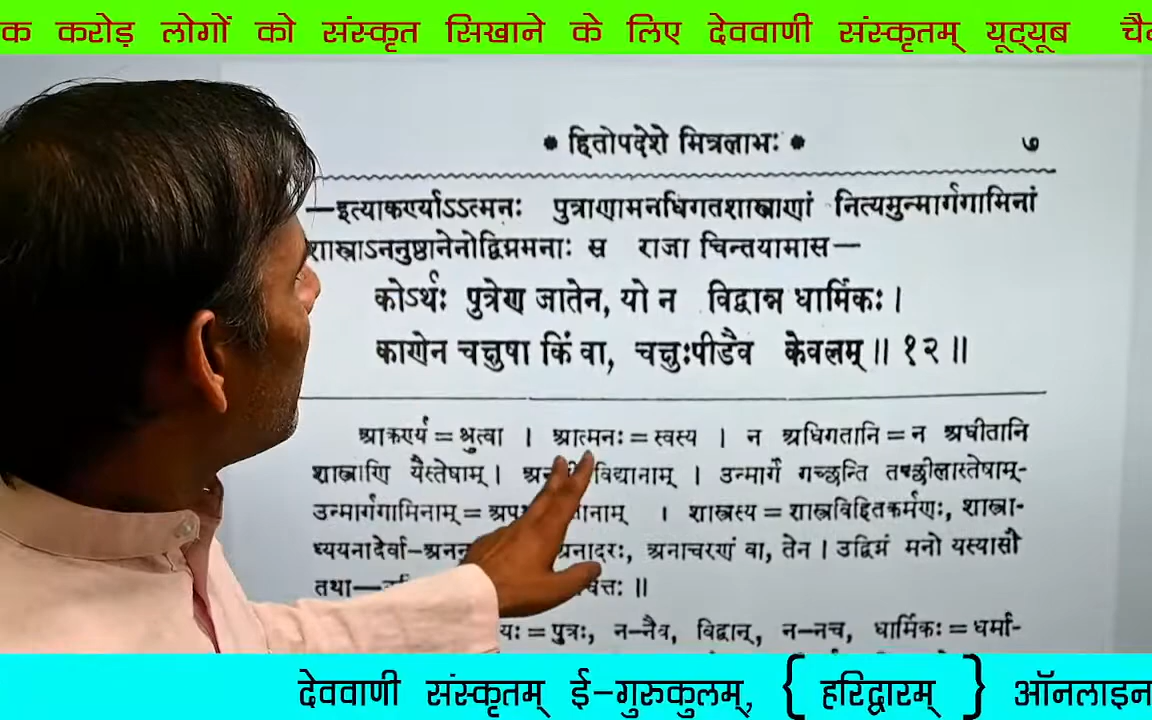 क करोड़ लोगों को संस्कृत सिखाने के लिए देववाणी संस्कृतम् यूट्यूब चै
● हितोपदेशे मित्रलाभः ● ७
—इत्याकर्ण्याऽऽत्मनः पुत्राणामनधिगतशास्त्राणां नित्यमुन्मार्गगामिनां
शास्त्राऽननुष्ठानेनोद्विग्नमनाः स राजा चिन्तयामास—
कोऽर्थः पुत्रेण जातेन, यो न विद्वान्न धार्मिकः ।
काणेन चक्षुषा किं वा, चक्षुःपीडैव केवलम् ॥ १२ ॥
आकर्ण्य = श्रुत्वा । आत्मनः = स्वस्य । न अधिगतानि = न अधीतानि
शास्त्राणि यैस्तेषाम् । विद्यानाम् । उन्मार्गे गच्छन्ति तच्छीलास्तेषाम्-
उन्मार्गगामिनाम् = । शास्त्रस्य = शास्त्रविहितकर्मणः, शास्त्रा-
ध्ययनादेर्वा- अनादरः, अनाचरणं वा, तेन । उद्विग्नं मनो यस्यासौ
तथा— ॥
यः = पुत्रः, न-नैव, विद्वान्, न-नच, धार्मिकः = धर्मा-
देववाणी संस्कृतम् ई-गुरुकुलम्, { हरिद्वारम् } ऑनलाइन